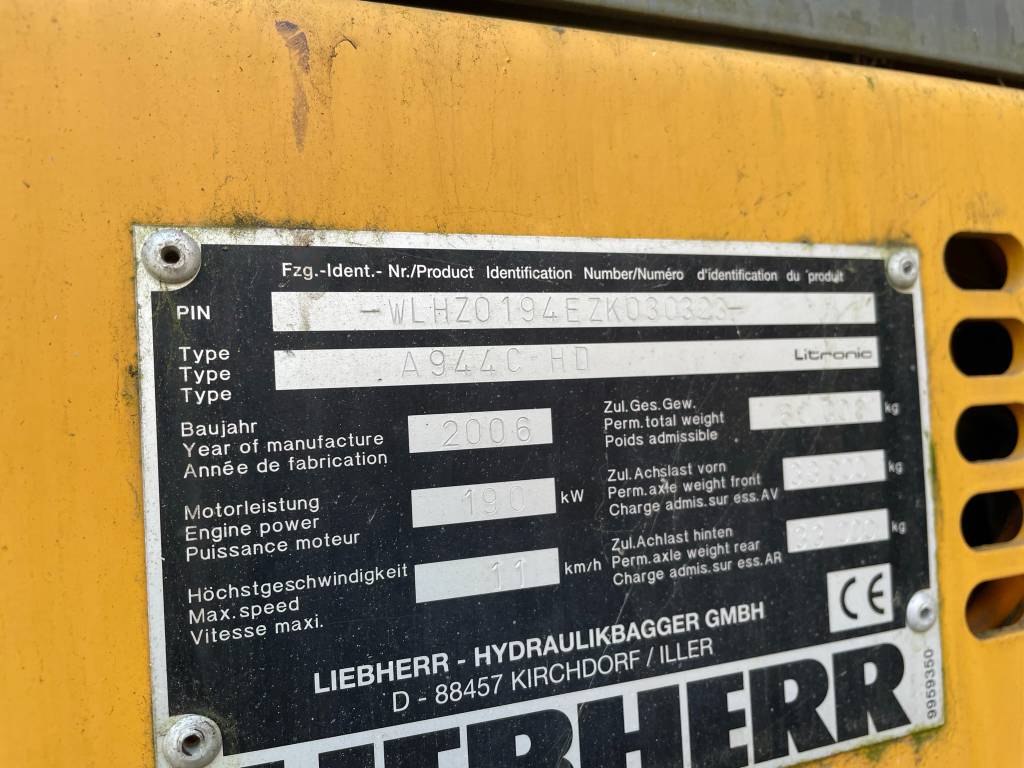 Fzg.-Ident.- Nr./Product Identification Number/Numéro d'identification du produit
PIN -WLHZ0194EZK030323-
Type
Type A944C HD Litronic
Type
Baujahr
Year of manufacture 2006
Année de fabrication
Motorleistung
Engine power 190 kW
Puissance moteur
Höchstgeschwindigkeit
Max.speed 11 km/h
Vitesse maxi.
Zul.Ges.Gew.
Perm.total weight kg
Poids admissible
Zul.Achslast vorn
Perm.axle weight front kg
Charge admis.sur ess.AV
Zul.Achlast hinten
Perm.axle weight rear kg
Charge admis.sur ess.AR
CE
LIEBHERR - HYDRAULIKBAGGER GMBH
D - 88457 KIRCHDORF / ILLER
LIEBHERR
9959350